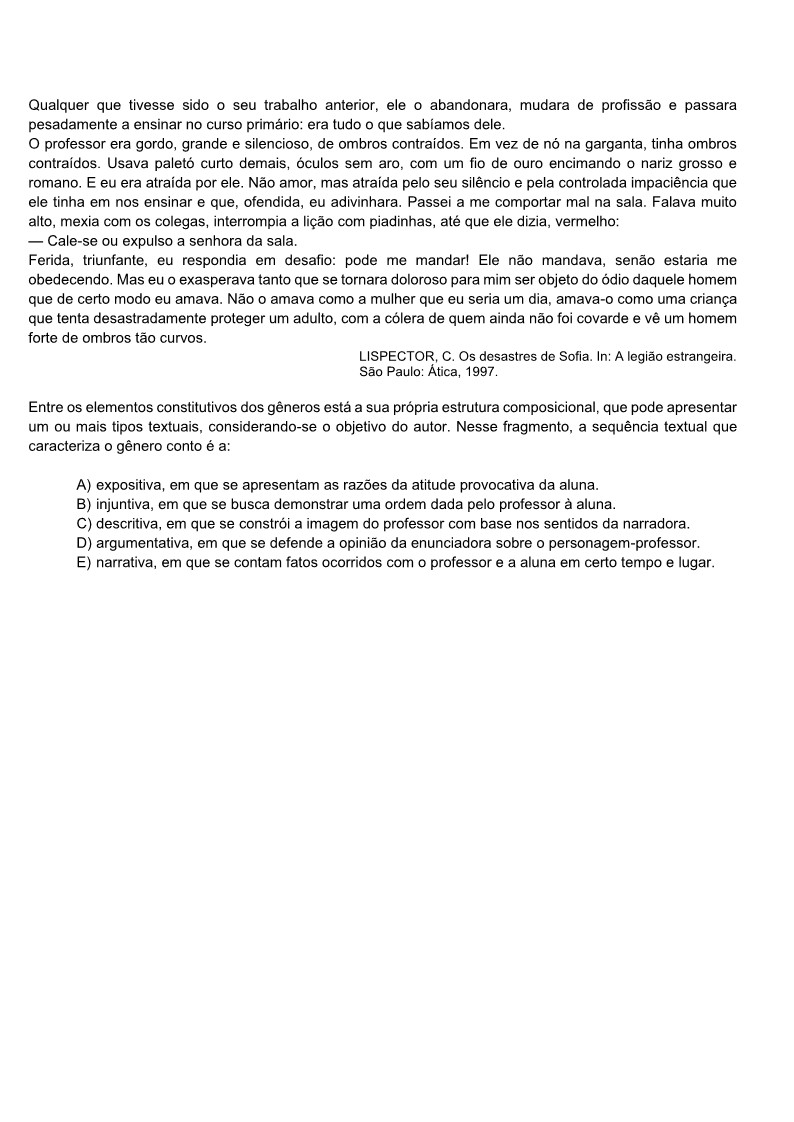 Qualquer que tivesse sido o seu trabalho anterior, ele o abandonara, mudara de profissão e passara
pesadamente a ensinar no curso primário: era tudo o que sabíamos dele.
O professor era gordo, grande e silencioso, de ombros contraídos. Em vez de nó na garganta, tinha ombros
contraídos. Usava paletó curto demais, óculos sem aro, com um fio de ouro encimando o nariz grosso e
romano. E eu era atraída por ele. Não amor, mas atraída pelo seu silêncio e pela controlada impaciência que
ele tinha em nos ensinar e que, ofendida, eu adivinhara. Passei a me comportar mal na sala. Falava muito
alto, mexia com os colegas, interrompia a lição com piadinhas, até que ele dizia, vermelho:
— Cale-se ou expulso a senhora da sala.
Ferida, triunfante, eu respondia em desafio: pode me mandar! Ele não mandava, senão estaria me
obedecendo. Mas eu o exasperava tanto que se tornara doloroso para mim ser objeto do ódio daquele homem
que de certo modo eu amava. Não o amava como a mulher que eu seria um dia, amava-o como uma criança
que tenta desastradamente proteger um adulto, com a cólera de quem ainda não foi covarde e vê um homem
forte de ombros tão curvos.
LISPECTOR, C. Os desastres de Sofia. In: A legião estrangeira.
São Paulo: Ática, 1997.
Entre os elementos constitutivos dos gêneros está a sua própria estrutura composicional, que pode apresentar
um ou mais tipos textuais, considerando-se o objetivo do autor. Nesse fragmento, a sequência textual que
caracteriza o gênero conto é a:
A) expositiva, em que se apresentam as razões da atitude provocativa da aluna.
B) injuntiva, em que se busca demonstrar uma ordem dada pelo professor à aluna.
C) descritiva, em que se constrói a imagem do professor com base nos sentidos da narradora.
D) argumentativa, em que se defende a opinião da enunciadora sobre o personagem-professor.
E) narrativa, em que se contam fatos ocorridos com o professor e a aluna em certo tempo e lugar.